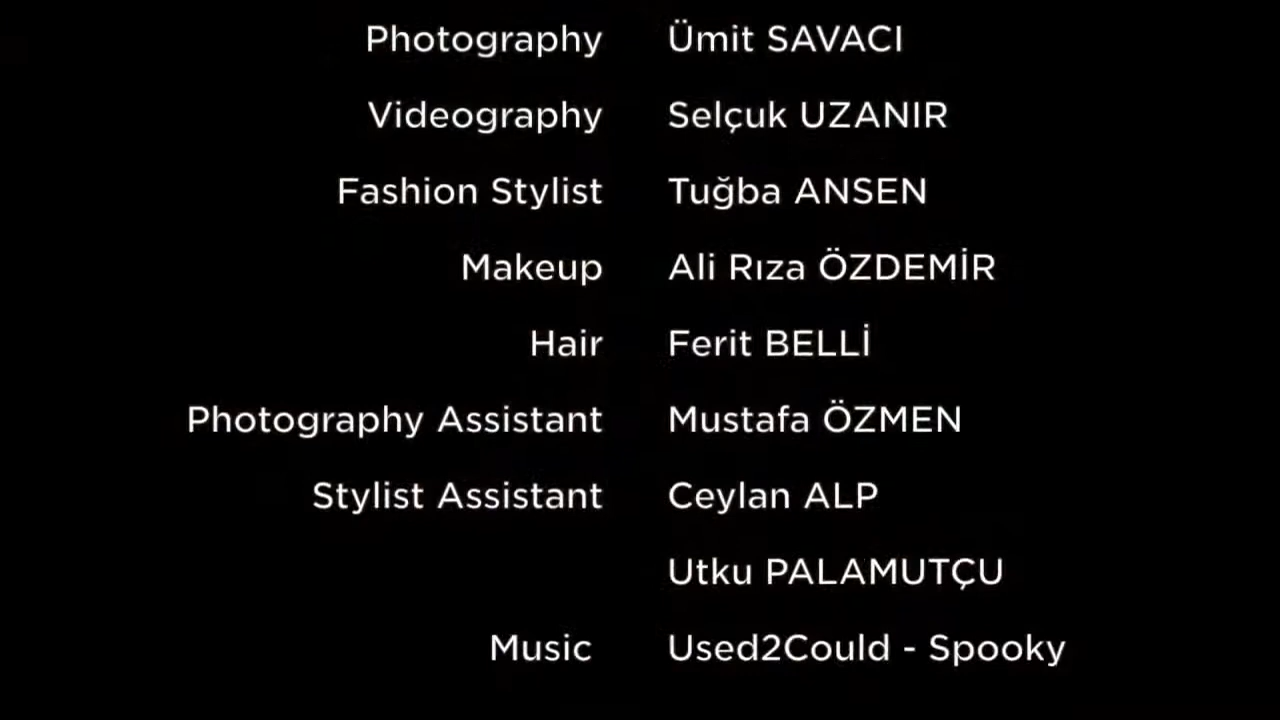 Photography Ümit SAVACI
Videography Selçuk UZANIR
Fashion Stylist Tuğba ANSEN
Makeup Ali Rıza ÖZDEMİR
Hair Ferit BELLİ
Photography Assistant Mustafa ÖZMEN
Stylist Assistant Ceylan ALP
Utku PALAMUTÇU
Music Used2Could - Spooky